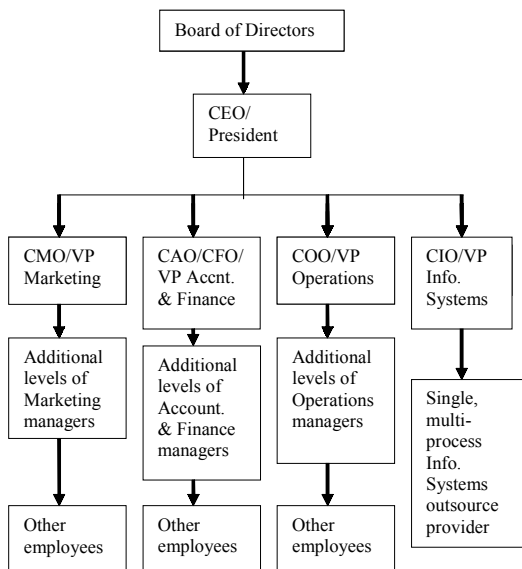 Board of Directors
CEO/
President
CMO/VP
Marketing
CAO/CFO/
VP Accnt.
& Finance
COO/VP
Operations
CIO/VP
Info.
Systems
Additional
levels of
Marketing
managers
Additional
levels of
Account.
& Finance
managers
Additional
levels of
Operations
managers
Single,
multi-
process
Info.
Systems
outsource
provider
Other
employees
Other
employees
Other
employees